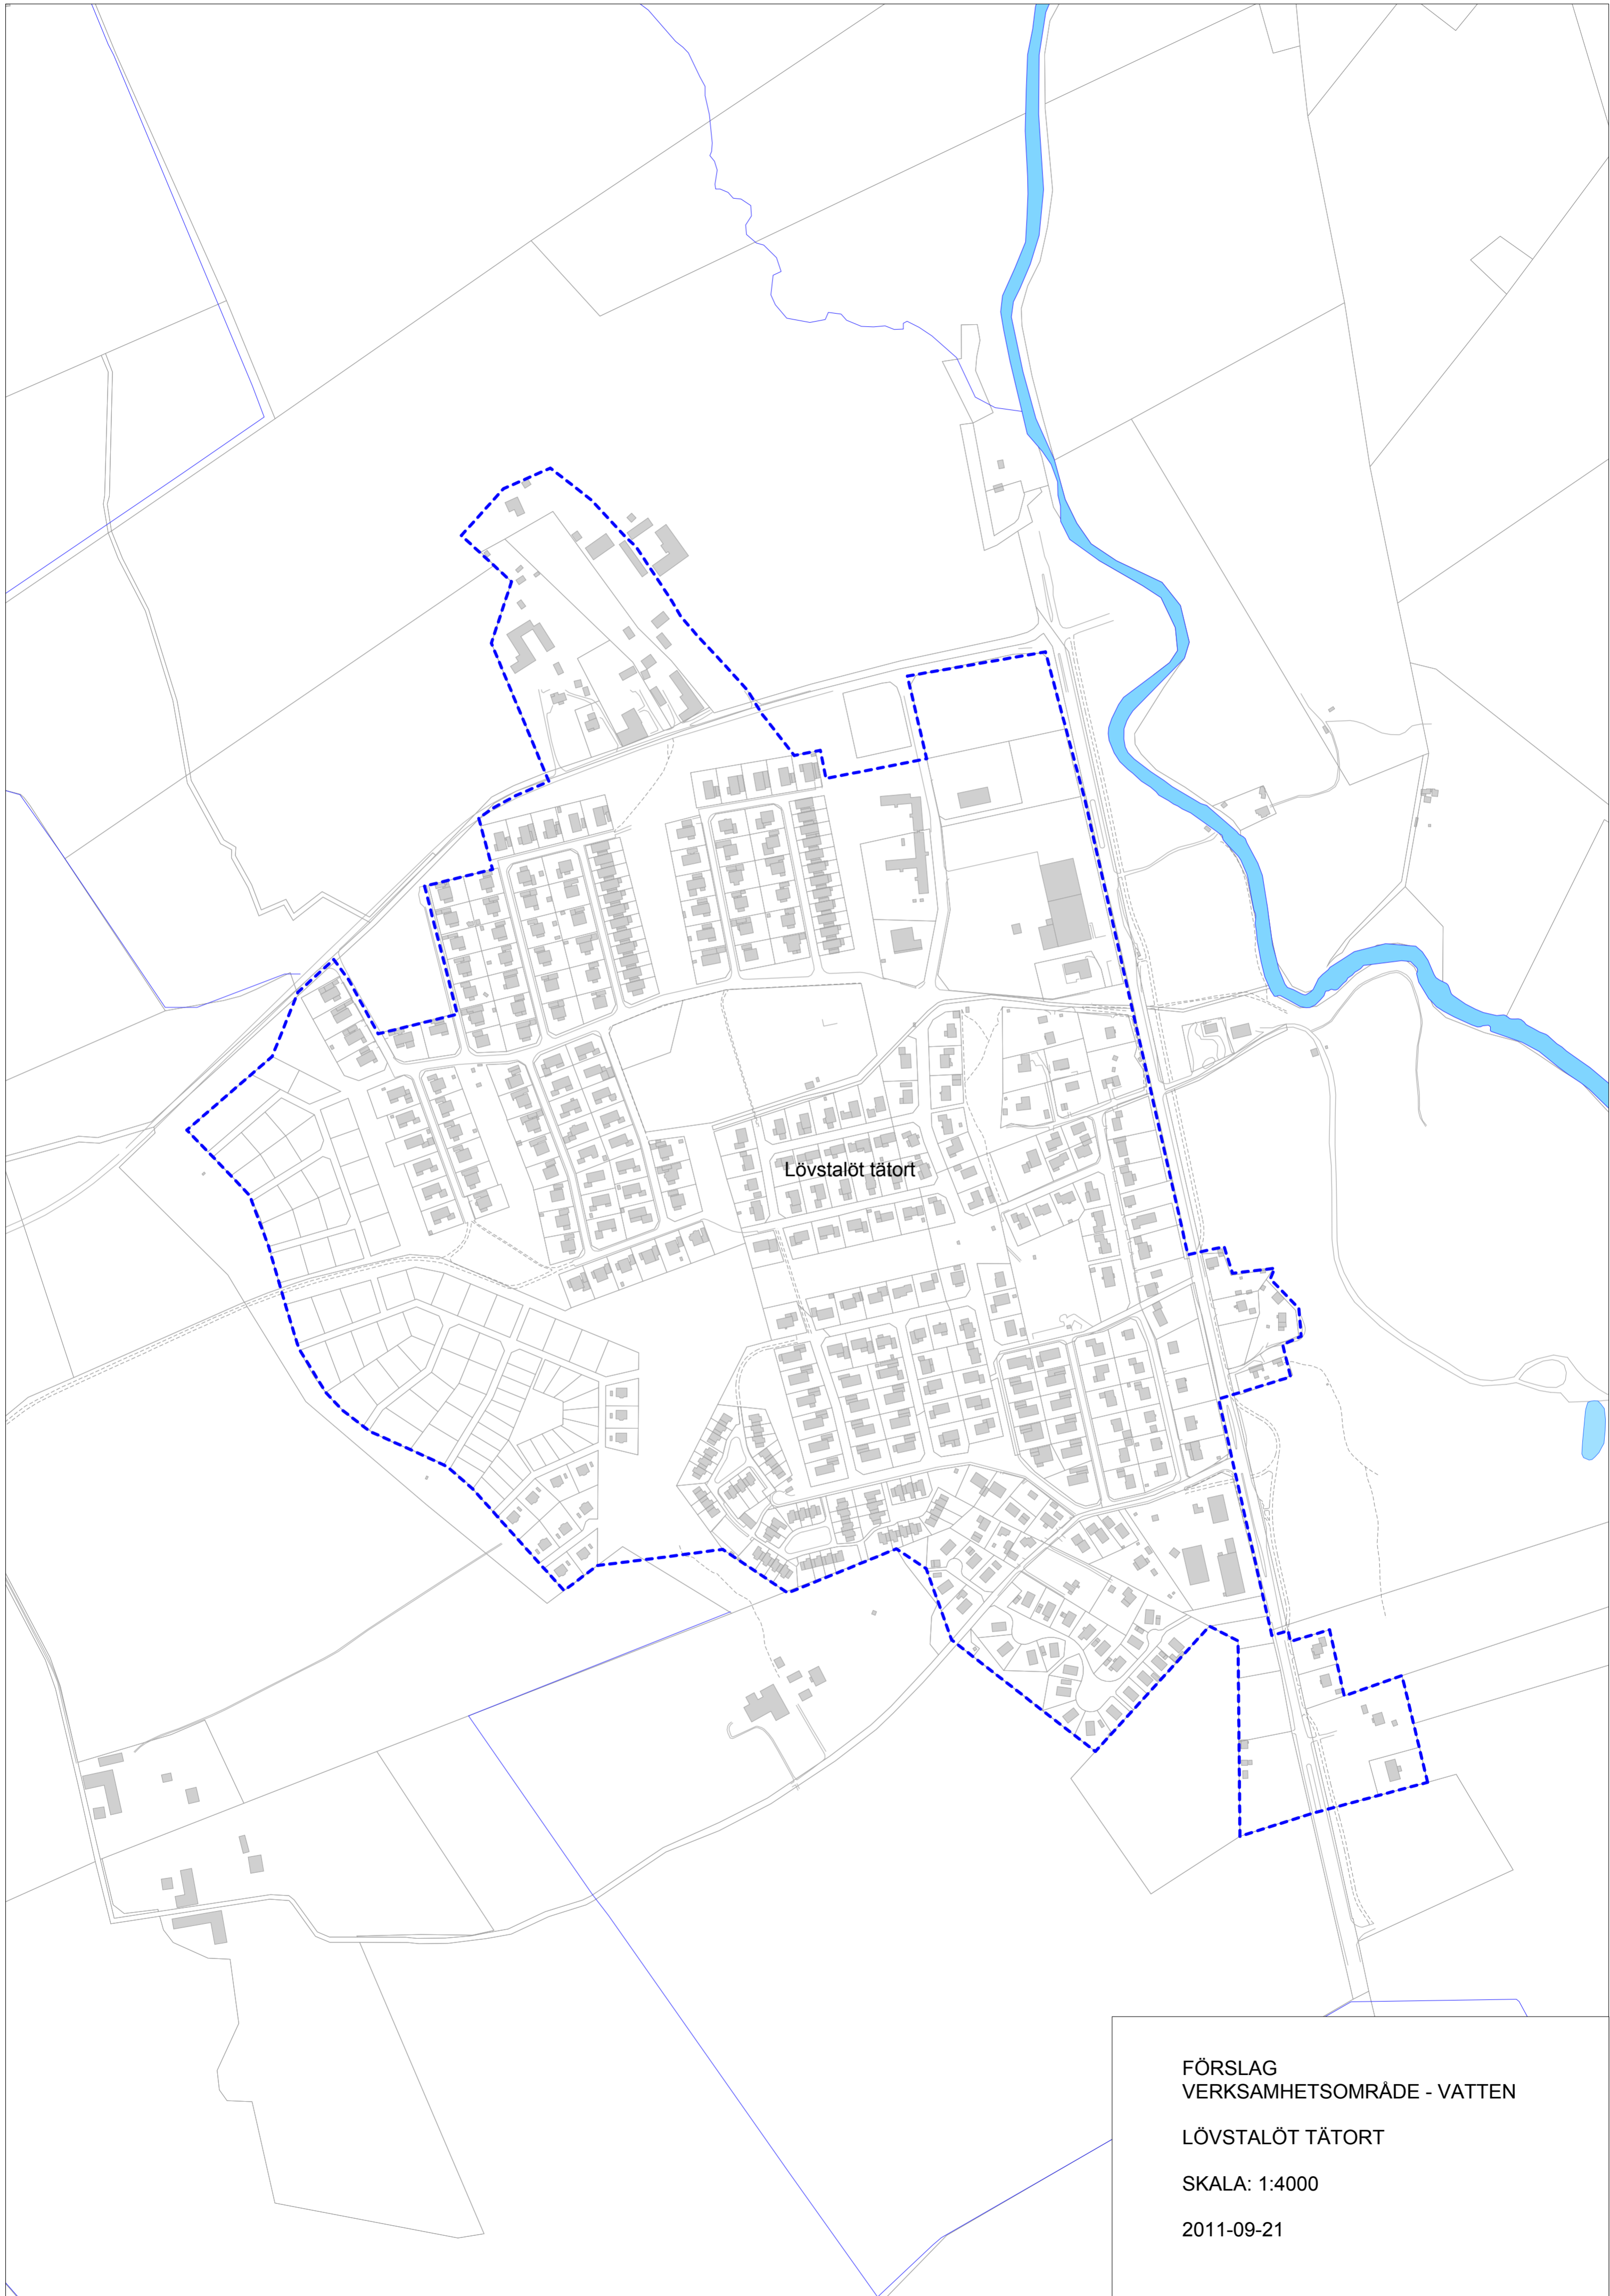 Lövstalöt tätort
FÖRSLAG
VERKSAMHETSOMRÅDE - VATTEN
LÖVSTALÖT TÄTORT
SKALA: 1:4000
2011-09-21